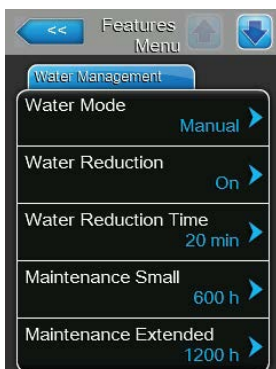 <<
Features
Menu
Water Management
Water Mode
Manual
Water Reduction
On
Water Reduction Time
20 min
Maintenance Small
600 h
Maintenance Extended
1200 h